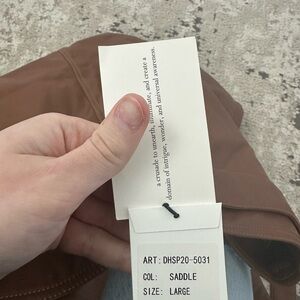 a crusade to unearth, illuminate, and create a
domain of intrigue, wonder, and universal awareness.
ART:DHSP20-5031
COL: SADDLE
SIZE: LARGE